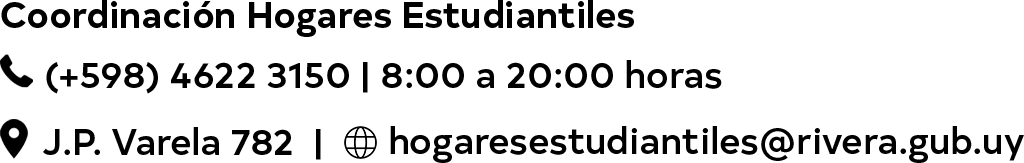 Coordinación Hogares Estudiantiles
(+598) 4622 3150 | 8:00 a 20:00 horas
J.P. Varela 782 | hogaresestudiantiles@rivera.gub.uy